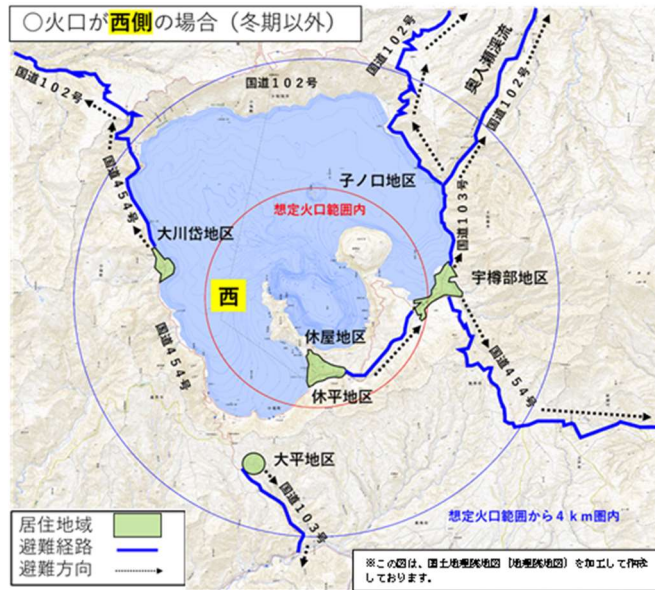 ○火口が西側の場合（冬期以外）
国道102号
国道１０２号
国道１０２号
奥入瀬渓流
国道１０２号
子ノ口地区
想定火口範囲内
国道４５４号
国道１０３号
大川岱地区
宇樽部地区
西
休屋地区
国道４５４号
休平地区
国道４５４号
大平地区
国道１０３号
想定火口範囲から４ｋｍ圏内
居住地域
避難経路
避難方向
※この図は、国土地理院地図（地理院地図）を加工して作成
しております。